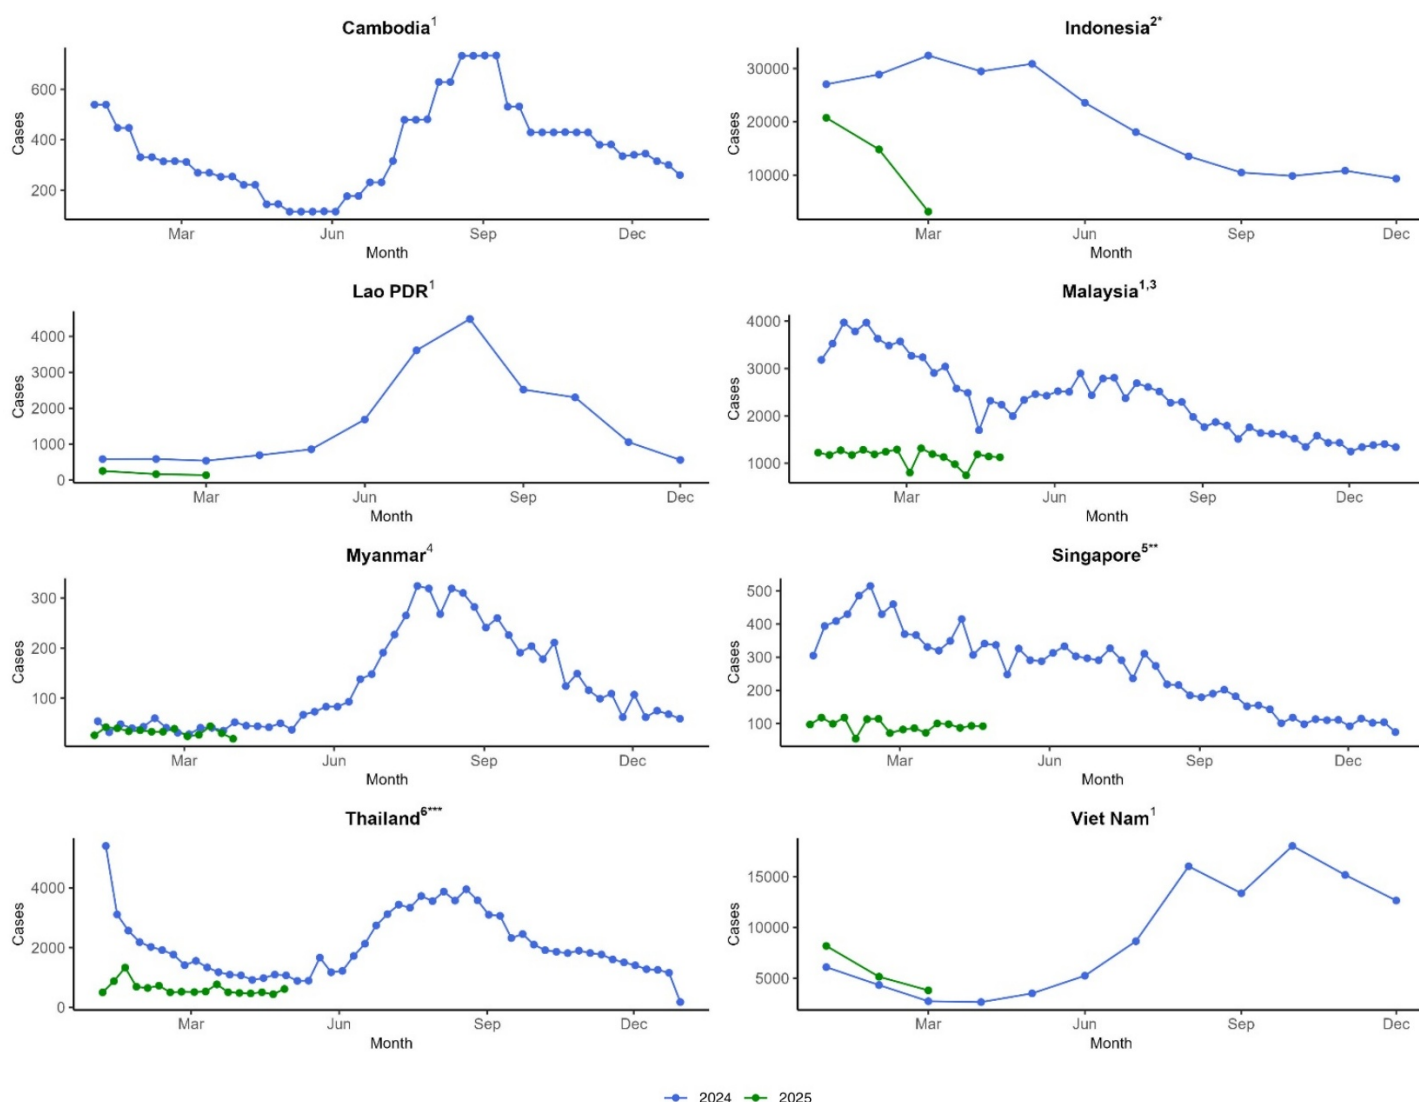 Cambodia1
Cases
600
400
200
Mar Jun Sep Dec
Month
Indonesia2*
Cases
30000
20000
10000
Mar Jun Sep Dec
Month
Lao PDR1
Cases
4000
3000
2000
1000
0
Mar Jun Sep Dec
Month
Malaysia1,3
Cases
4000
3000
2000
1000
Mar Jun Sep Dec
Month
Myanmar4
Cases
300
200
100
Mar Jun Sep Dec
Month
Singapore5**
Cases
500
400
300
200
100
Mar Jun Sep Dec
Month
Thailand6***
Cases
4000
2000
0
Mar Jun Sep Dec
Month
Viet Nam1
Cases
15000
10000
5000
Mar Jun Sep Dec
Month
2024 2025